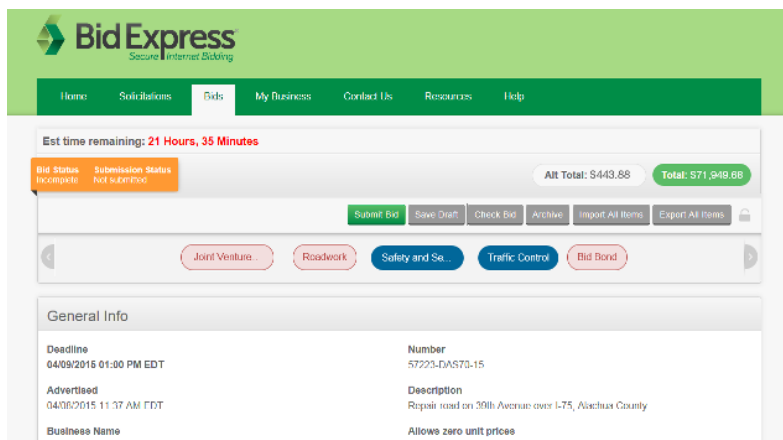 Bid Express
Secure Internet Bidding
Home Solicitations Bids My Business Contact Us Resources Help
Est time remaining: 21 Hours, 35 Minutes
Bid Status Submission Status
Incomplete Not submitted
Alt Total: $443.88 Total: $71,949.68
Submit Bid Save Draft Check Bid Archive Import All Items Export All Items
Joint Venture... Roadwork Safety and Se... Traffic Control Bid Bond
General Info
Deadline Number
04/09/2015 01:00 PM EDT 57223-DAS70-15
Advertised Description
04/08/2015 11:37 AM EDT Repair road on 39th Avenue over I-75, Alachua County
Business Name Allows zero unit prices